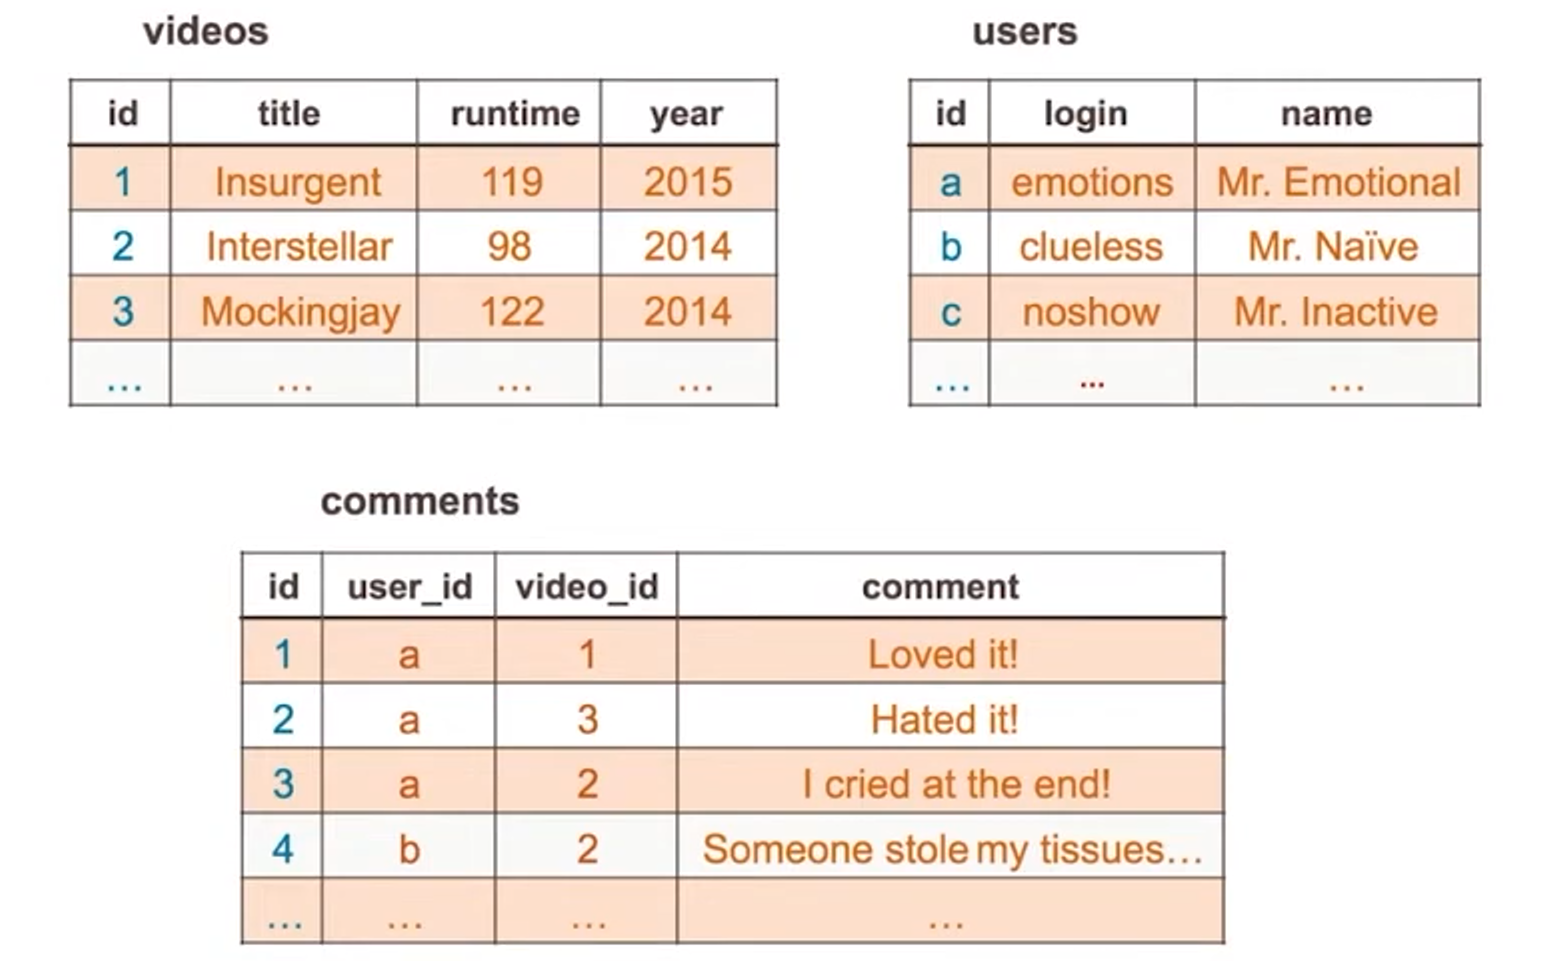 videos
id title runtime year
1 Insurgent 119 2015
2 Interstellar 98 2014
3 Mockingjay 122 2014
... ... ... ...
users
id login name
a emotions Mr. Emotional
b clueless Mr. Naïve
c noshow Mr. Inactive
... ... ...
comments
id user_id video_id comment
1 a 1 Loved it!
2 a 3 Hated it!
3 a 2 I cried at the end!
4 b 2 Someone stole my tissues...
... ... ... ...